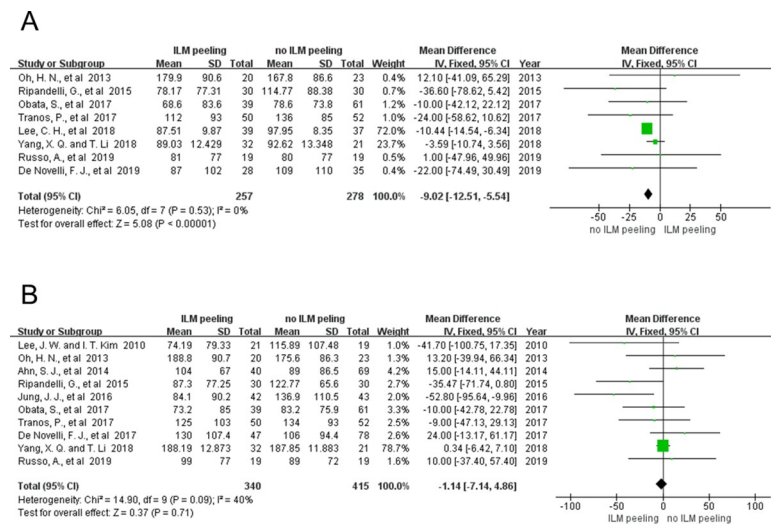 A
ILM peeling no ILM peeling Mean Difference Mean Difference
Study or Subgroup Mean SD Total Mean SD Total Weight IV, Fixed, 95% CI Year IV, Fixed, 95% CI
Oh, H. N., et al 2013 179.9 90.6 20 167.8 86.6 23 0.4% 12.10 [-41.09, 65.29] 2013
Ripandelli, G., et al 2015 78.17 77.31 30 114.77 88.38 30 0.7% -36.60 [-78.62, 5.42] 2015
Obata, S., et al 2017 68.6 83.6 39 78.6 73.8 61 1.2% -10.00 [-42.12, 22.12] 2017
Tranos, P., et al 2017 112 93 50 136 85 52 1.0% -24.00 [-58.62, 10.62] 2017
Lee, C. H., et al 2018 87.51 9.87 39 97.95 8.35 37 72.4% -10.44 [-14.54, -6.34] 2018
Yang, X. Q. and T. Li 2018 89.03 12.429 32 92.62 13.348 21 23.7% -3.59 [-10.74, 3.56] 2018
Russo, A., et al 2019 81 77 19 80 77 19 0.5% 1.00 [-47.96, 49.96] 2019
De Novelli, F. J., et al 2019 87 102 28 109 110 35 0.4% -22.00 [-74.49, 30.49] 2019
Total (95% CI) 257 278 100.0% -9.02 [-12.51, -5.54]
Heterogeneity: Chi² = 6.05, df = 7 (P = 0.53); I² = 0%
Test for overall effect: Z = 5.08 (P < 0.00001)
-50 -25 0 25 50
no ILM peeling ILM peeling
B
ILM peeling no ILM peling Mean Difference Mean Difference
Study or Subgroup Mean SD Total Mean SD Total Weight IV, Fixed, 95% CI Year IV, Fixed, 95% CI
Lee, J. W. and I. T. Kim 2010 74.19 79.33 21 115.89 107.48 19 1.0% -41.70 [-100.75, 17.35] 2010
Oh, H. N., et al 2013 188.8 90.7 20 175.6 86.3 23 1.3% 13.20 [-39.94, 66.34] 2013
Ahn, S. J., et al 2014 104 67 40 89 86.5 69 4.2% 15.00 [-14.11, 44.11] 2014
Ripandelli, G., et al 2015 87.3 77.25 30 122.77 65.6 30 2.7% -35.47 [-71.74, 0.80] 2015
Jung, J. J., et al 2016 84.1 90.2 42 136.9 110.5 43 2.0% -52.80 [-95.64, -9.96] 2016
Obata, S., et al 2017 73.2 85 39 83.2 75.9 61 3.3% -10.00 [-42.78, 22.78] 2017
Tranos, P., et al 2017 125 103 50 134 93 52 2.5% -9.00 [-47.13, 29.13] 2017
De Novelli, F. J., et al 2017 130 107.4 47 106 94.4 78 2.6% 24.00 [-13.17, 61.17] 2017
Yang, X. Q. and T. Li 2018 188.19 12.873 32 187.85 11.883 21 78.7% 0.34 [-6.42, 7.10] 2018
Russo, A., et al 2019 99 77 19 89 72 19 1.6% 10.00 [-37.40, 57.40] 2019
Total (95% CI) 340 415 100.0% -1.14 [-7.14, 4.86]
Heterogeneity: Chi² = 14.90, df = 9 (P = 0.09); I² = 40%
Test for overall effect: Z = 0.37 (P = 0.71)
-100 -50 0 50 100
ILM peeling no ILM peeling